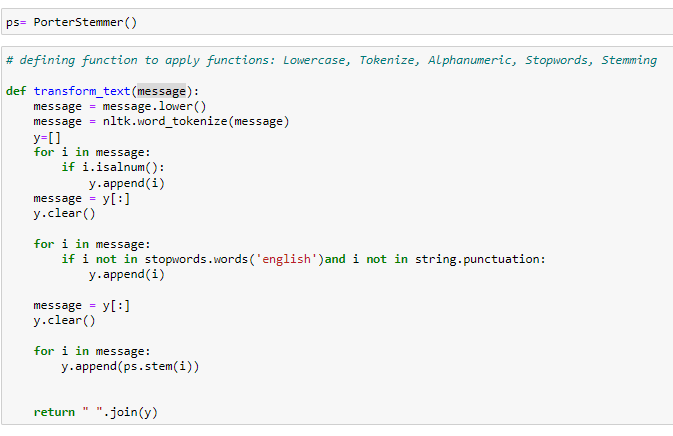 ps= PorterStemmer()
# defining function to apply functions: Lowercase, Tokenize, Alphanumeric, Stopwords, Stemming
def transform_text(message):
    message = message.lower()
    message = nltk.word_tokenize(message)
    y=[]
    for i in message:
        if i.isalnum():
            y.append(i)
    message = y[:]
    y.clear()
    for i in message:
        if i not in stopwords.words('english')and i not in string.punctuation:
            y.append(i)
    message = y[:]
    y.clear()
    for i in message:
        y.append(ps.stem(i))
    return " ".join(y)